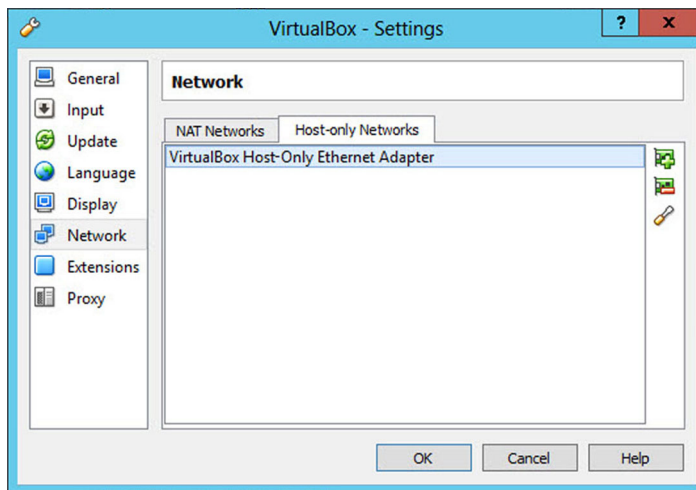 VirtualBox - Settings
? x
General
Input
Update
Language
Display
Network
Extensions
Proxy
Network
NAT Networks
Host-only Networks
VirtualBox Host-Only Ethernet Adapter
OK
Cancel
Help